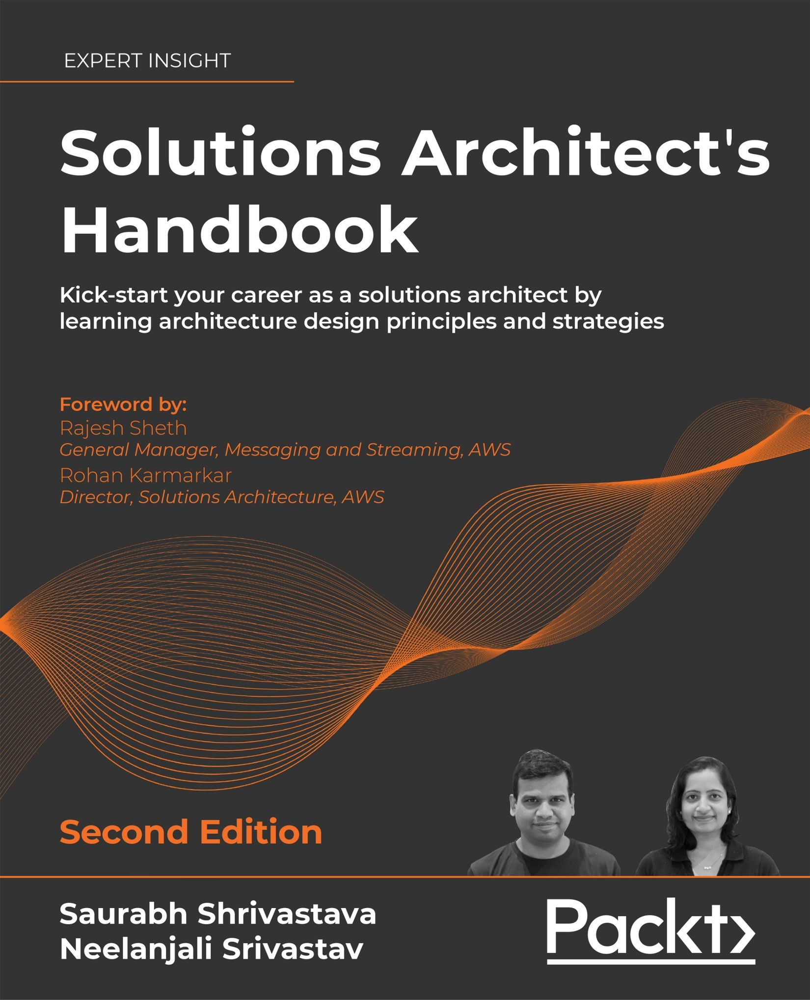 EXPERT INSIGHT
Solutions Architect's
Handbook
Kick-start your career as a solutions architect by
learning architecture design principles and strategies
Foreword by:
Rajesh Sheth
General Manager, Messaging and Streaming, AWS
Rohan Karmarkar
Director, Solutions Architecture, AWS
Second Edition
Saurabh Shrivastava
Neelanjali Srivastav
Packt>